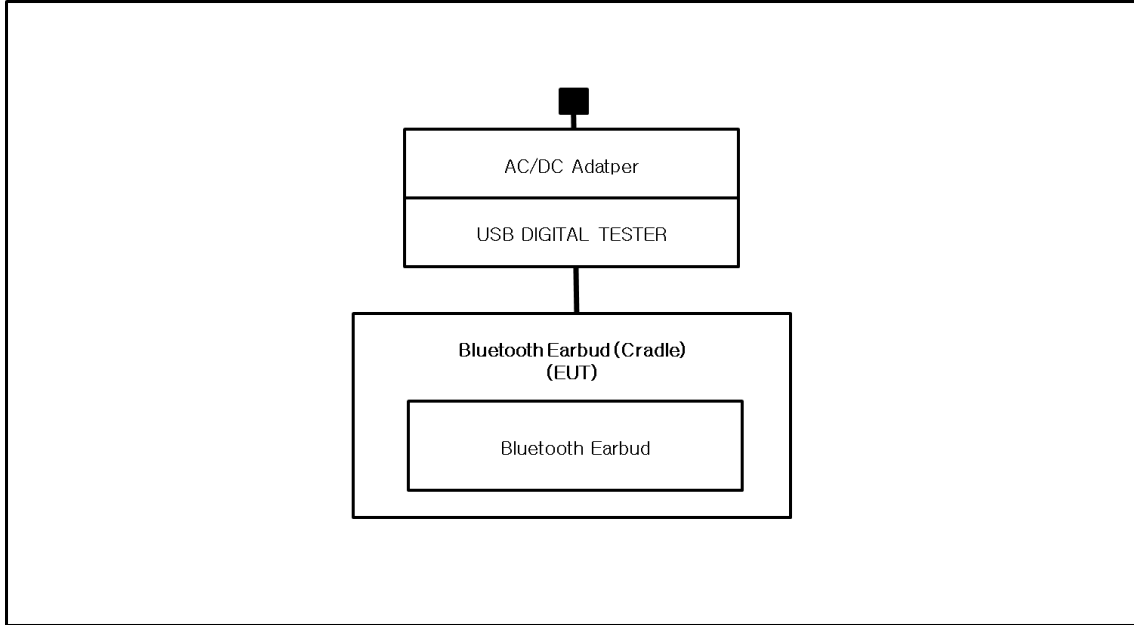 AC/DC Adatper
USB DIGITAL TESTER
Bluetooth Earbud (Cradle)
(EUT)
Bluetooth Earbud